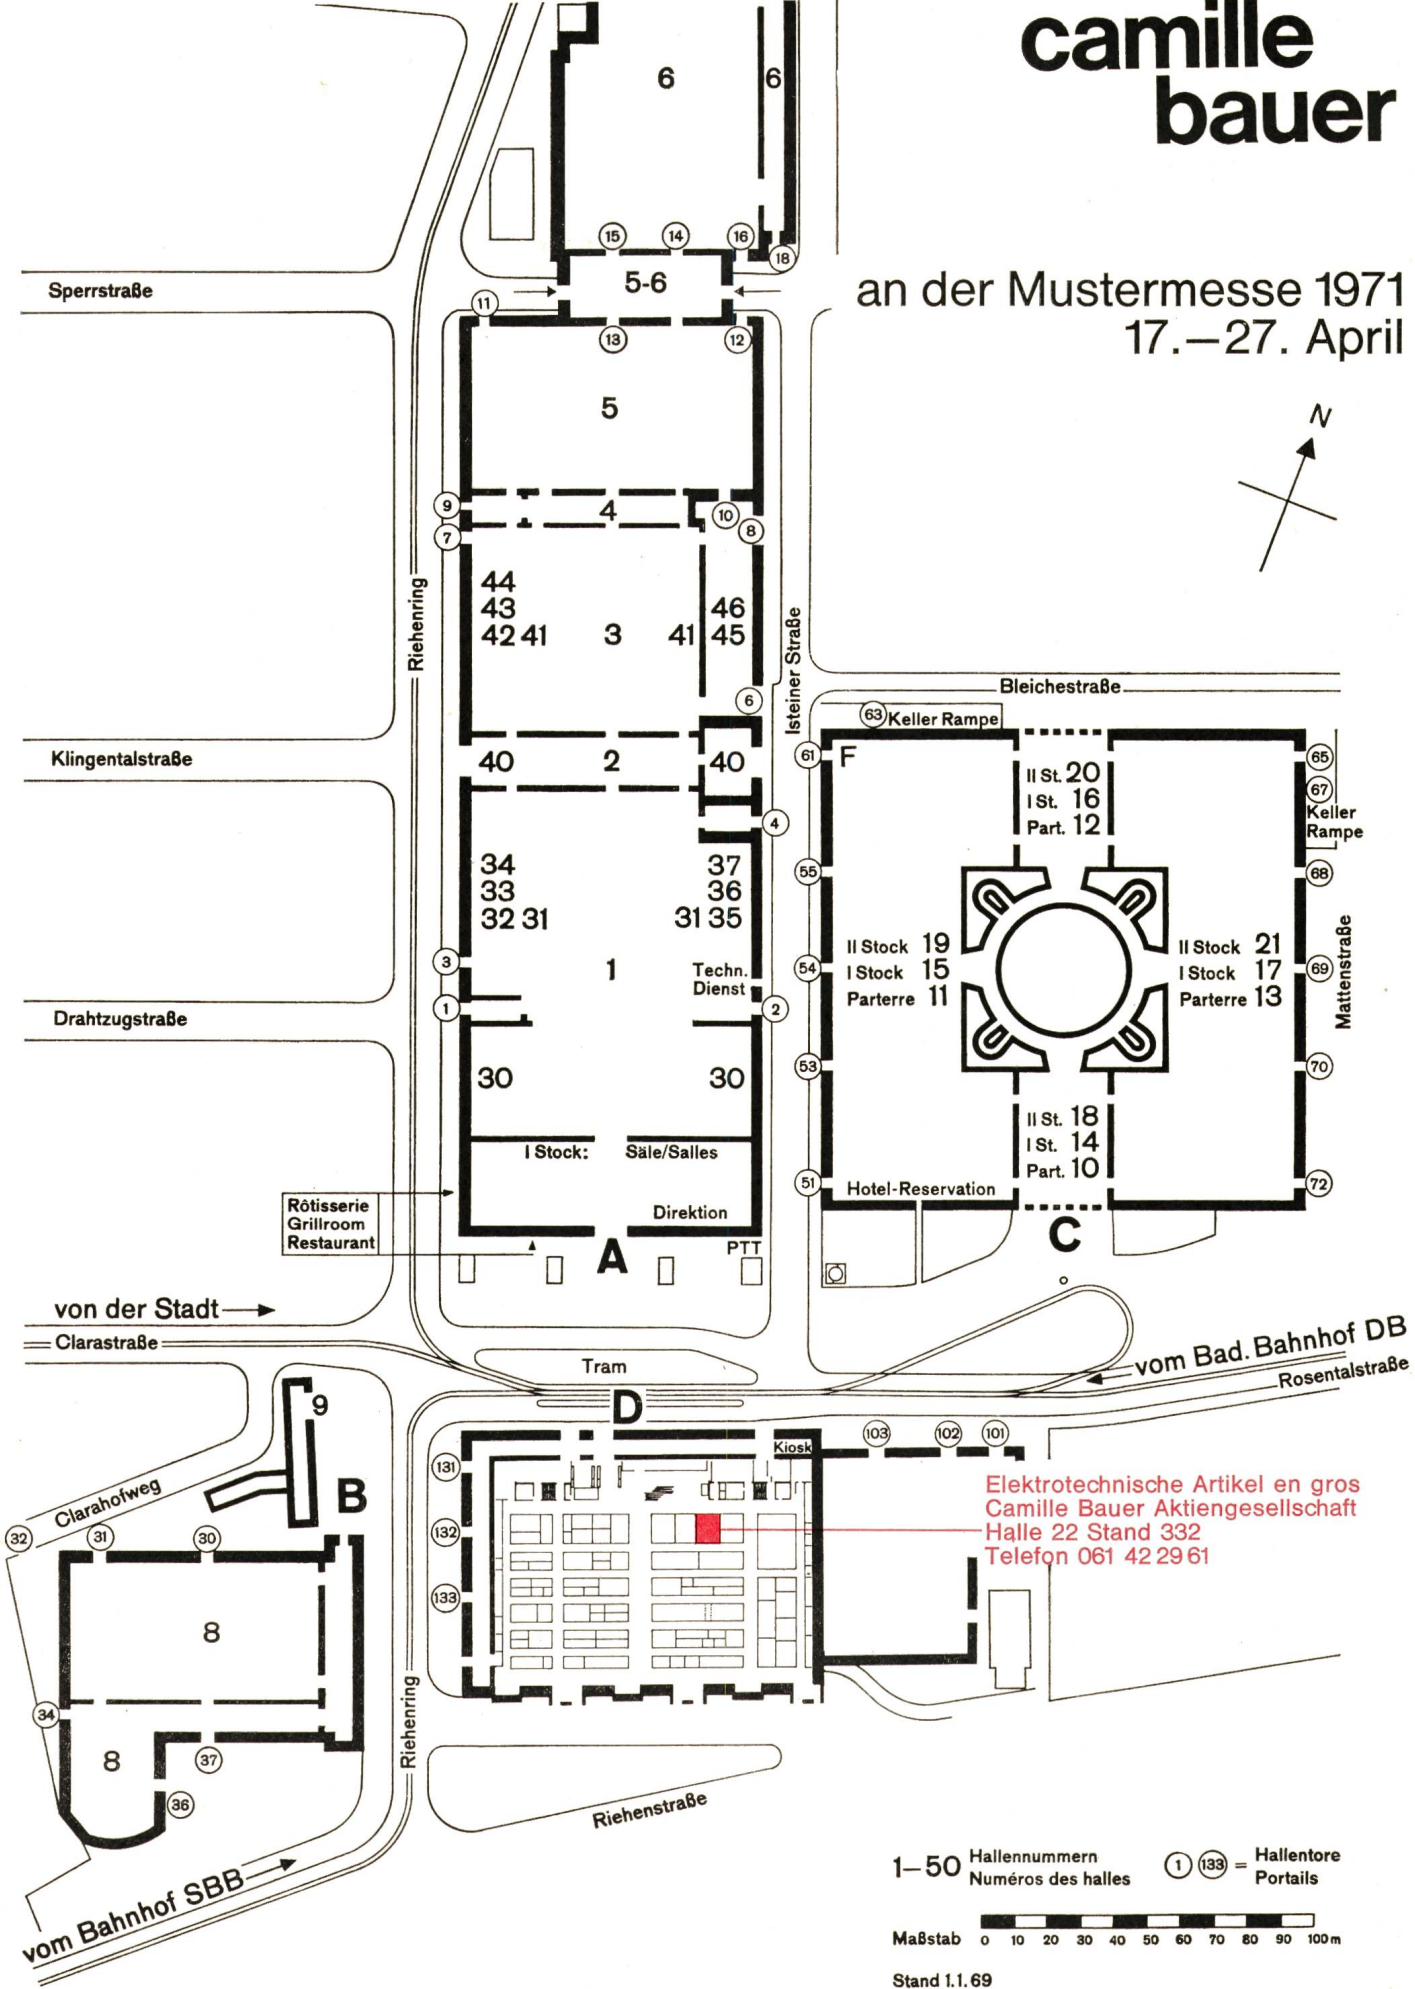 camille
bauer
an der Mustermesse 1971
17.—27. April
N
6
6
15
14
16
18
5-6
Sperrstraße
11
13
12
5
9
4
10
7
8
44
43
42 41
3
41
46
45
Riehenring
Isteiner Straße
6
Bleichestraße
63 Keller Rampe
Klingentalstraße
40
2
40
61
F
II St. 20
I St. 16
Part. 12
65
67
Keller
Rampe
4
34
33
32 31
37
36
31 35
55
68
3
1
Techn.
Dienst
II Stock 19
I Stock 15
Parterre 11
54
II Stock 21
I Stock 17
Parterre 13
69
Mattenstraße
Drahtzugstraße
1
2
30
30
53
70
II St. 18
I St. 14
Part. 10
I Stock: Säle/Salles
51
Hotel-Reservation
72
Rôtisserie
Grillroom
Restaurant
Direktion
A
PTT
C
von der Stadt
Clarastraße
Tram
vom Bad. Bahnhof DB
Rosentalstraße
D
9
B
Kiosk
103
102
101
131
Clarahofweg
32
31
30
132
133
Elektrotechnische Artikel en gros
Camille Bauer Aktiengesellschaft
Halle 22 Stand 332
Telefon 061 42 29 61
8
34
8
37
36
Riehenring
Riehenstraße
vom Bahnhof SBB
1–50 Hallennummern
Numéros des halles
1 133 = Hallentore
Portails
Maßstab 0 10 20 30 40 50 60 70 80 90 100 m
Stand 1.1.69